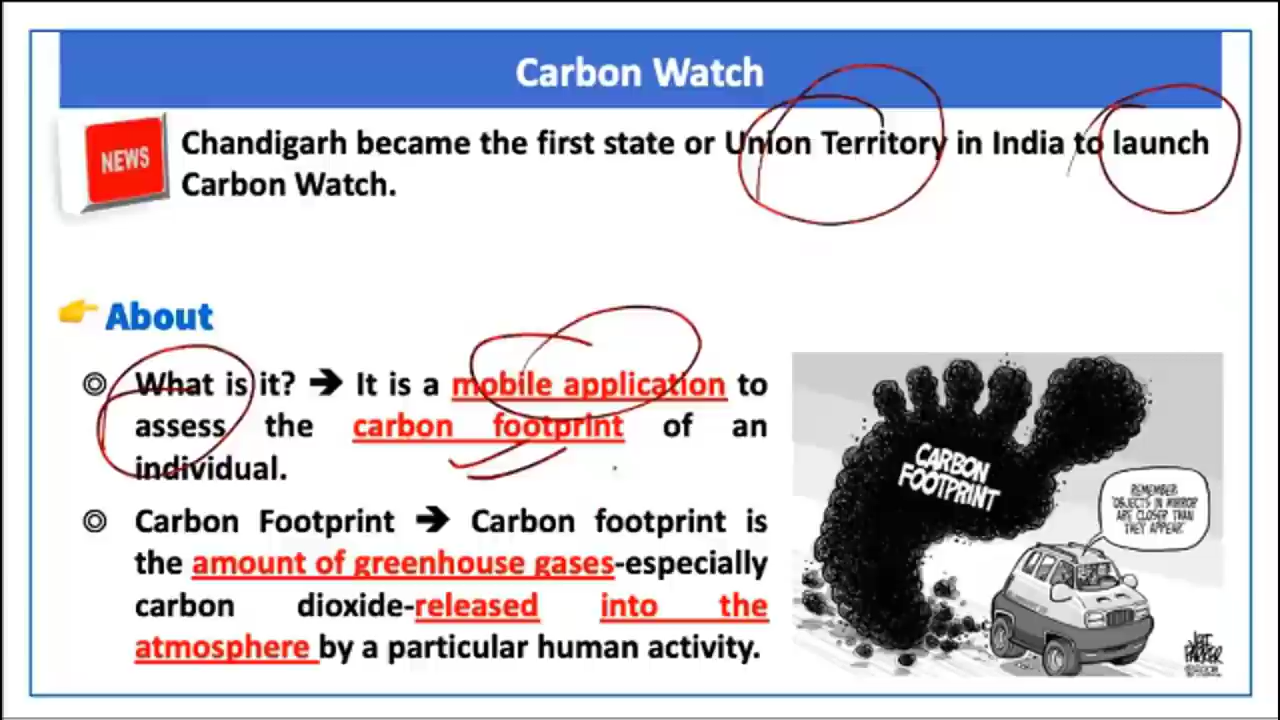 Carbon Watch
NEWS
Chandigarh became the first state or Union Territory in India to launch
Carbon Watch.
About
What is it? ➔ It is a mobile application to
assess the carbon footprint of an
individual.
Carbon Footprint ➔ Carbon footprint is
the amount of greenhouse gases-especially
carbon dioxide-released into the
atmosphere by a particular human activity.
CARBON
FOOTPRINT
REMEMBER
"OBJECTS IN MIRROR
ARE CLOSER THAN
THEY APPEAR."
PARKER